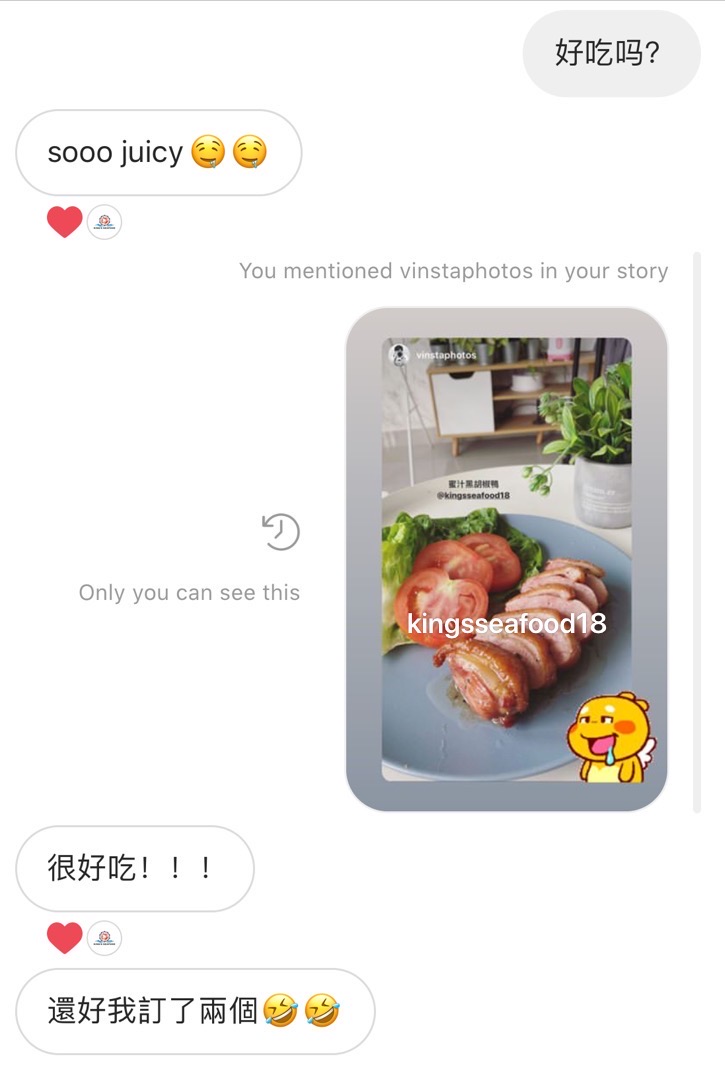 好吃吗?
sooo juicy 🤤 🤤
You mentioned vinstaphotos in your story
vinstaphotos
蜜汁黑胡椒鴨
@kingsseafood18
Only you can see this
kingsseafood18
很好吃！！！
還好我訂了兩個🤣🤣